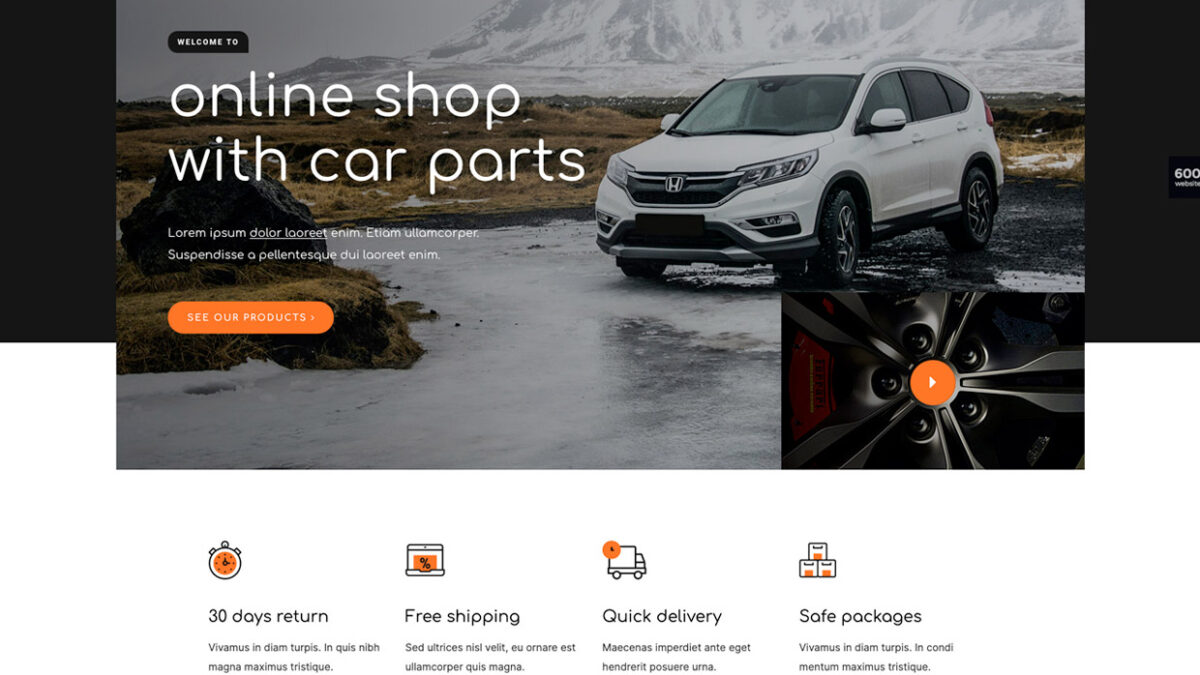 WELCOME TO
online shop
with car parts
600
website
Lorem ipsum dolor laoreet enim. Etiam ullamcorper.
Suspendisse a pellentesque dui laoreet enim.
SEE OUR PRODUCTS ›
%
30 days return
Free shipping
Quick delivery
Safe packages
Vivamus in diam turpis. In quis nibh
magna maximus tristique.
Sed ultrices nisl velit, eu ornare est
ullamcorper quis magna.
Maecenas imperdiet ante eget
hendrerit posuere urna.
Vivamus in diam turpis. In condi
mentum maximus tristique.